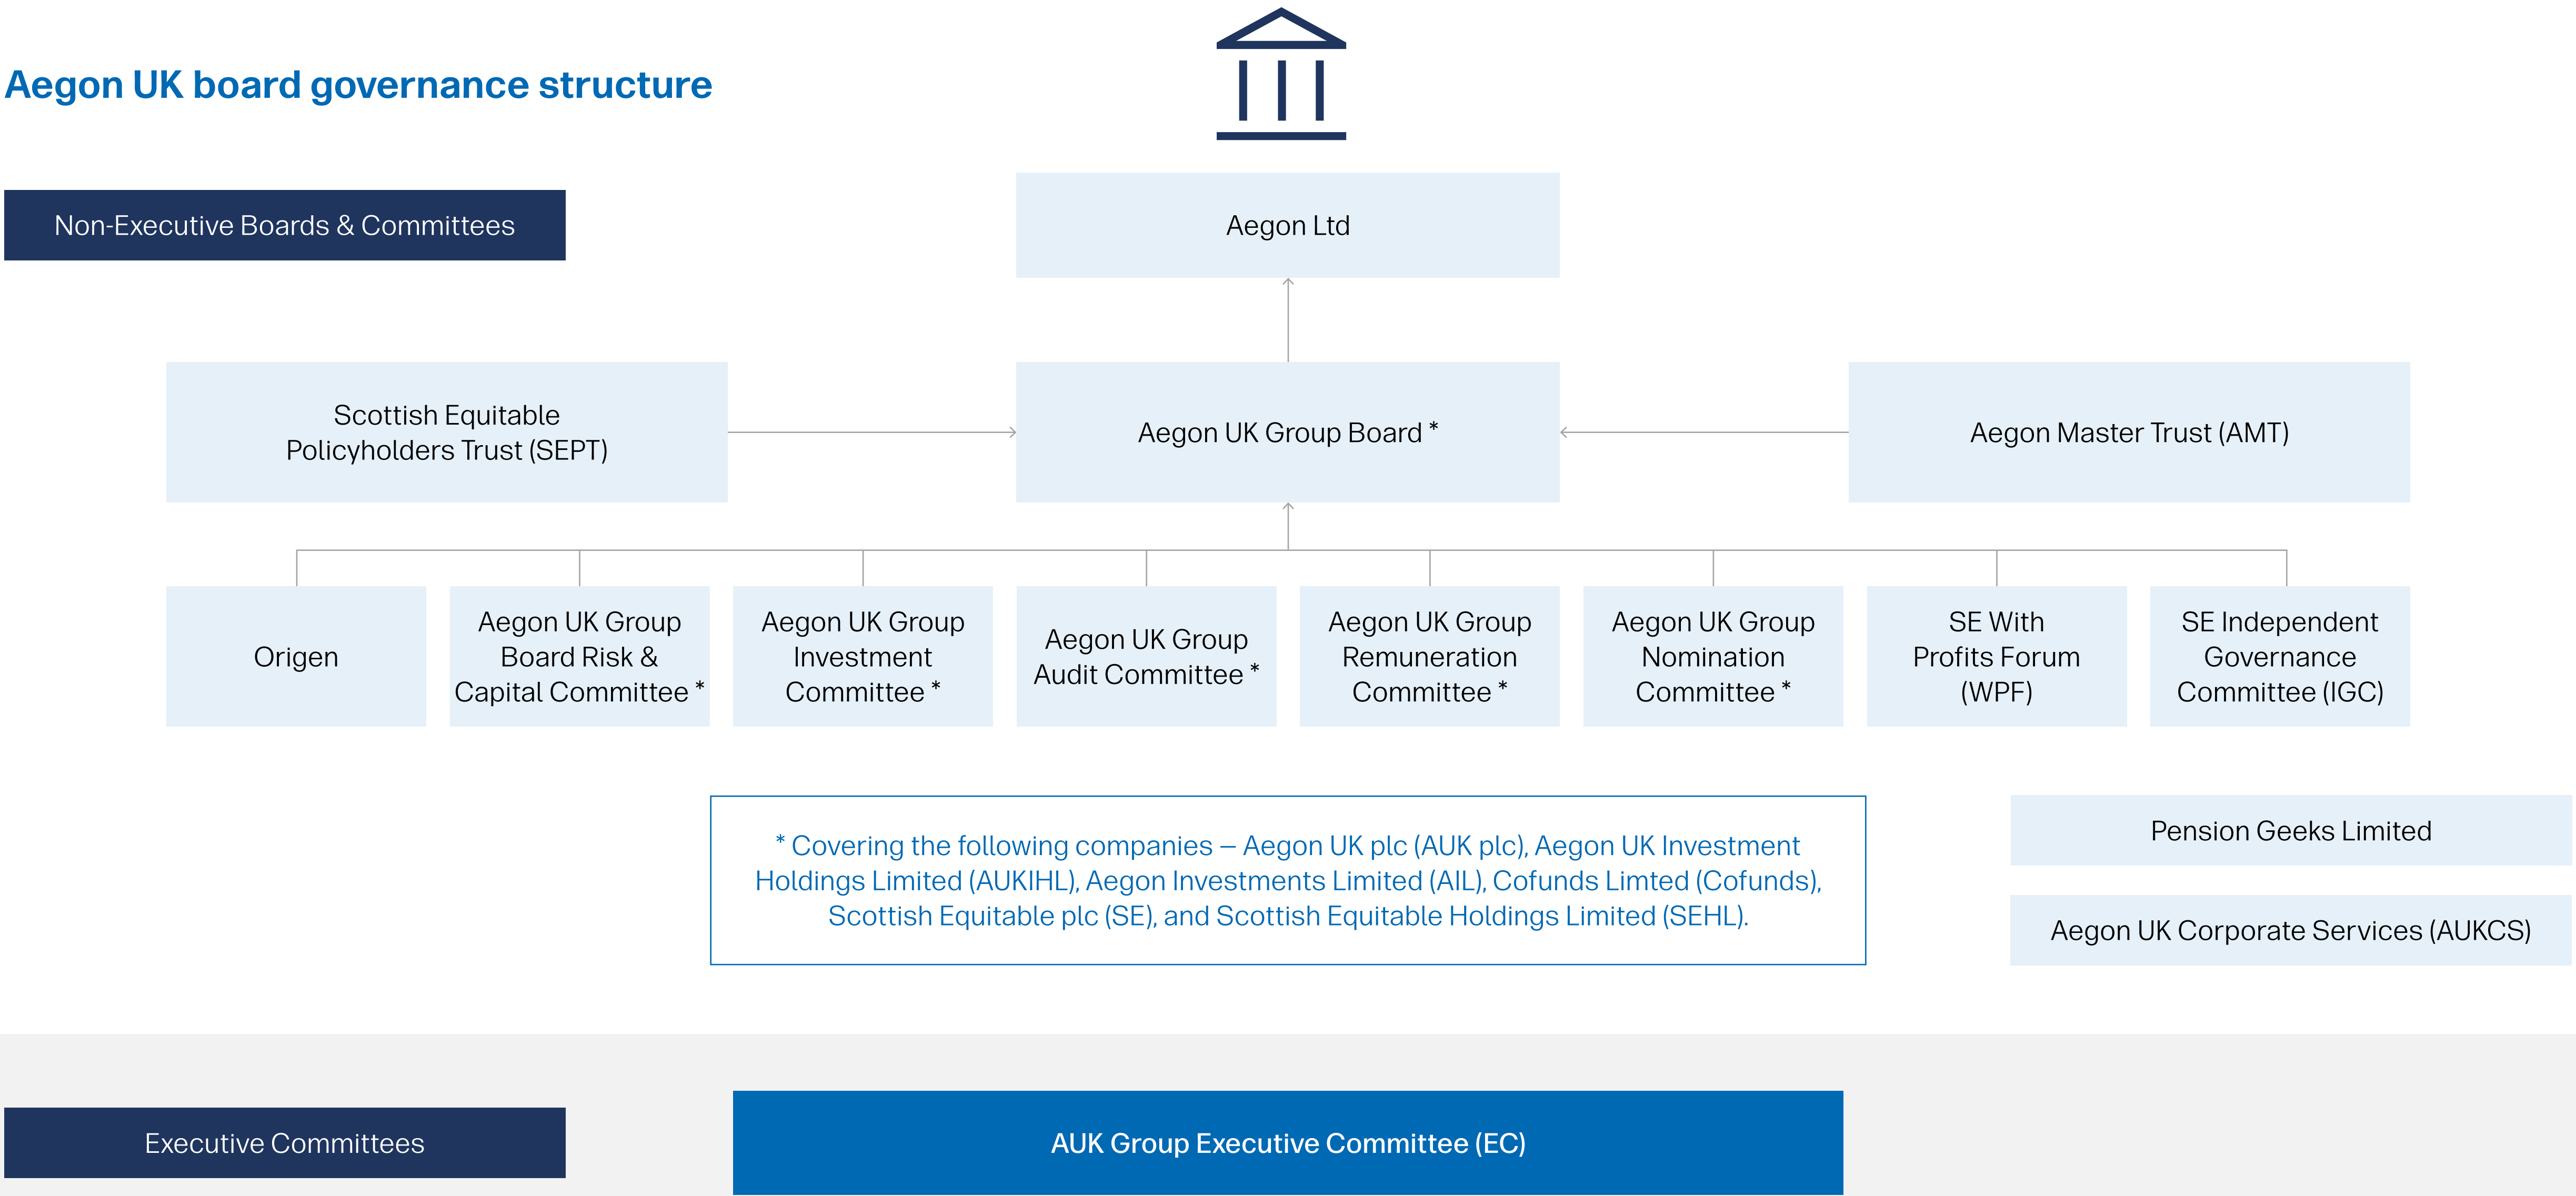 Aegon UK board governance structure
Non-Executive Boards & Committees
Aegon Ltd
Scottish Equitable
Policyholders Trust (SEPT)
Aegon UK Group Board *
Aegon Master Trust (AMT)
Origen
Aegon UK Group
Board Risk &
Capital Committee *
Aegon UK Group
Investment
Committee *
Aegon UK Group
Audit Committee *
Aegon UK Group
Remuneration
Committee *
Aegon UK Group
Nomination
Committee *
SE With
Profits Forum
(WPF)
SE Independent
Governance
Committee (IGC)
* Covering the following companies – Aegon UK plc (AUK plc), Aegon UK Investment
Holdings Limited (AUKIHL), Aegon Investments Limited (AIL), Cofunds Limted (Cofunds),
Scottish Equitable plc (SE), and Scottish Equitable Holdings Limited (SEHL).
Pension Geeks Limited
Aegon UK Corporate Services (AUKCS)
Executive Committees
AUK Group Executive Committee (EC)